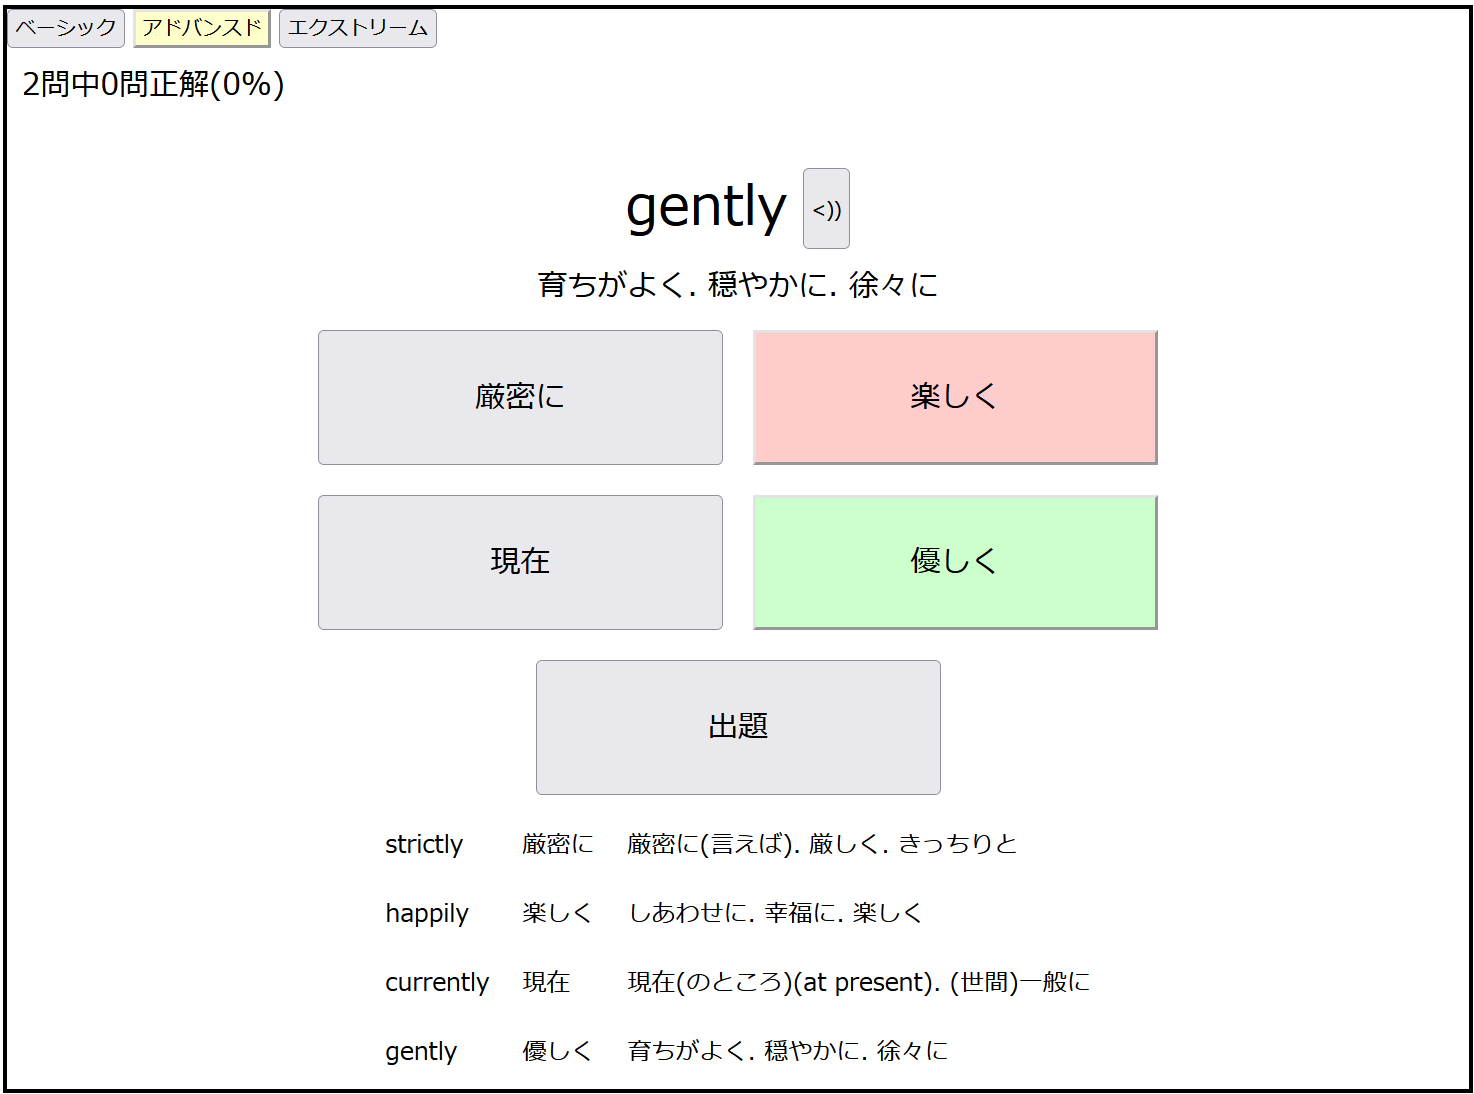 ベーシック アドバンスド エクストリーム
2問中0問正解(0%)
gently <))
育ちがよく. 穏やかに. 徐々に
厳密に 楽しく
現在 優しく
出題
strictly 厳密に 厳密に(言えば). 厳しく. きっちりと
happily 楽しく しあわせに. 幸福に. 楽しく
currently 現在 現在(のところ)(at present). (世間)一般に
gently 優しく 育ちがよく. 穏やかに. 徐々に